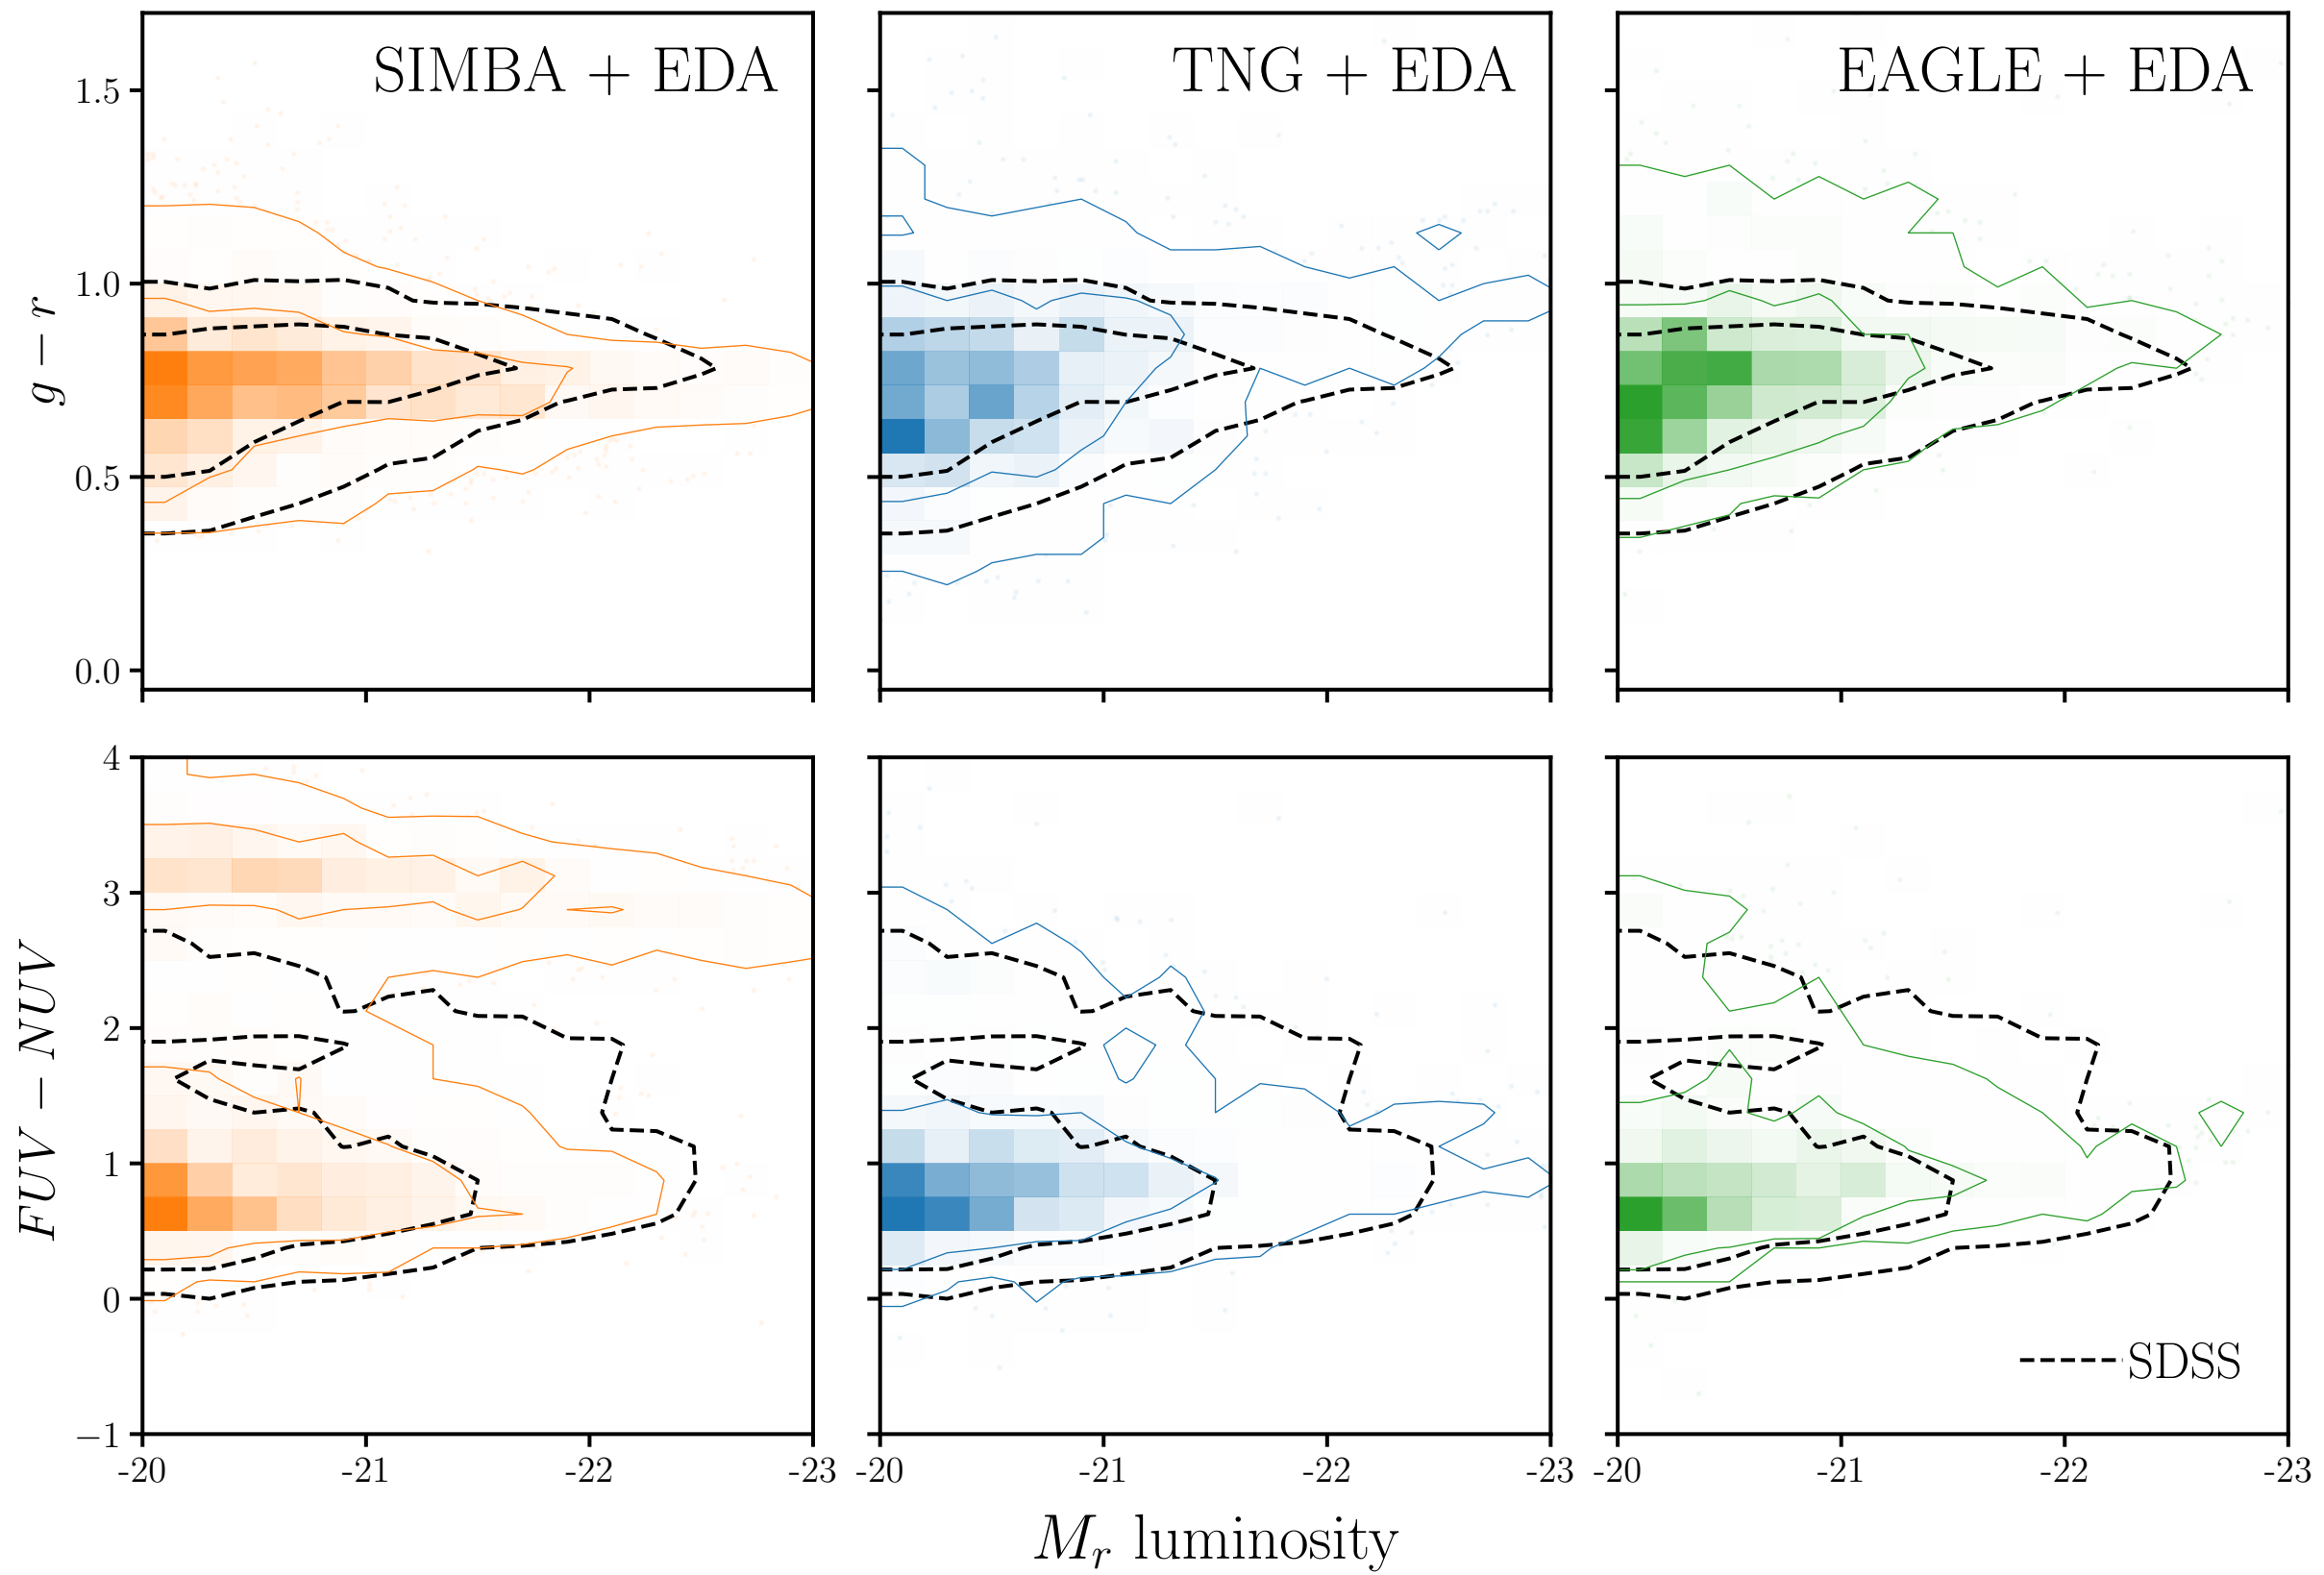 SIMBA + EDA
TNG + EDA
EAGLE + EDA
1.5
1.0
0.5
0.0
g − r
4
3
2
1
0
−1
FUV − NUV
SDSS
-20 -21 -22 -23 -20 -21 -22 -23 -20 -21 -22 -23
M_r luminosity